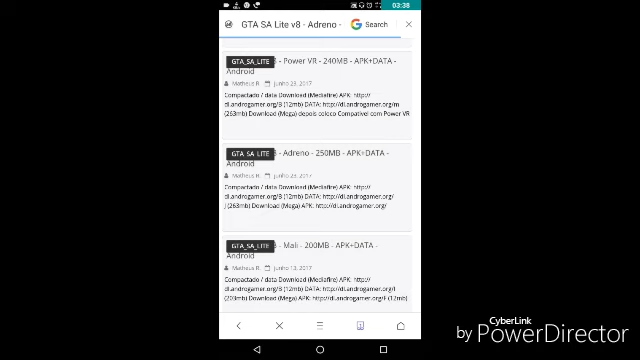 03:38
GTA SA Lite v8 - Adreno -
Google Search
GTA_SA_LITE - Power VR - 240MB - APK+DATA -
Android
Matheus R. junho 23, 2017
Compactado / data Download (Mediafire) APK: http://
dl.androgamer.org/B (12mb) DATA: http://dl.androgamer.org/m
(263mb) Download (Mega) depois coloco Compatível com Power VR
GTA_SA_LITE - Adreno - 250MB - APK+DATA -
Android
Matheus R. junho 23, 2017
Compactado / data Download (Mediafire) APK: http://
dl.androgamer.org/B (12mb) DATA: http://dl.androgamer.org/
J (263mb) Download (Mega) APK: http://dl.androgamer.org/
GTA_SA_LITE - Mali - 200MB - APK+DATA -
Android
Matheus R. junho 13, 2017
Compactado / data Download (Mediafire) APK: http://
dl.androgamer.org/B (12mb) DATA: http://dl.androgamer.org/I
(203mb) Download (Mega) APK: http://dl.androgamer.org/F (12mb)
CyberLink
by PowerDirector